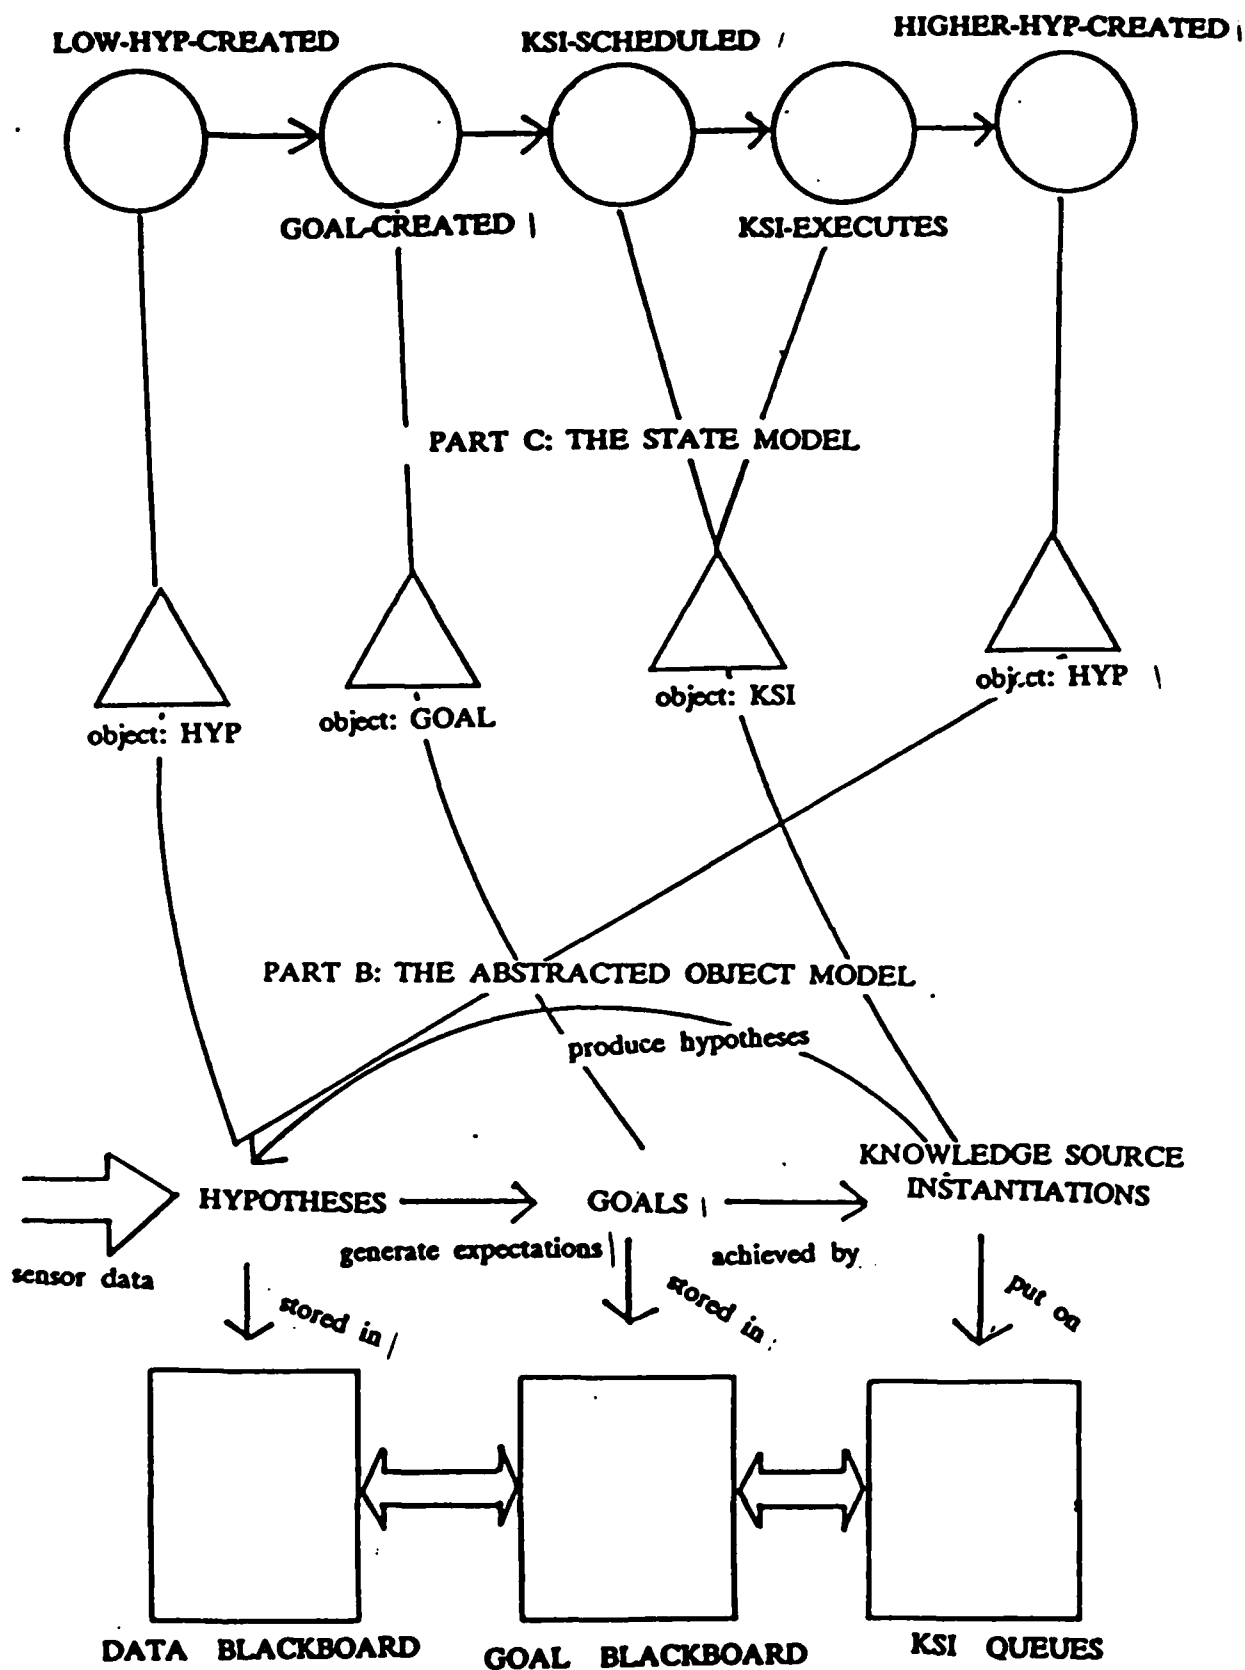 LOW-HYP-CREATED
KSI-SCHEDULED
HIGHER-HYP-CREATED
GOAL-CREATED
KSI-EXECUTES
PART C: THE STATE MODEL
object: HYP
object: GOAL
object: KSI
object: HYP
PART B: THE ABSTRACTED OBJECT MODEL
produce hypotheses
KNOWLEDGE SOURCE
INSTANTIATIONS
HYPOTHESES
GOALS
sensor data
generate expectations
achieved by
stored in
stored in
put on
DATA BLACKBOARD
GOAL BLACKBOARD
KSI QUEUES